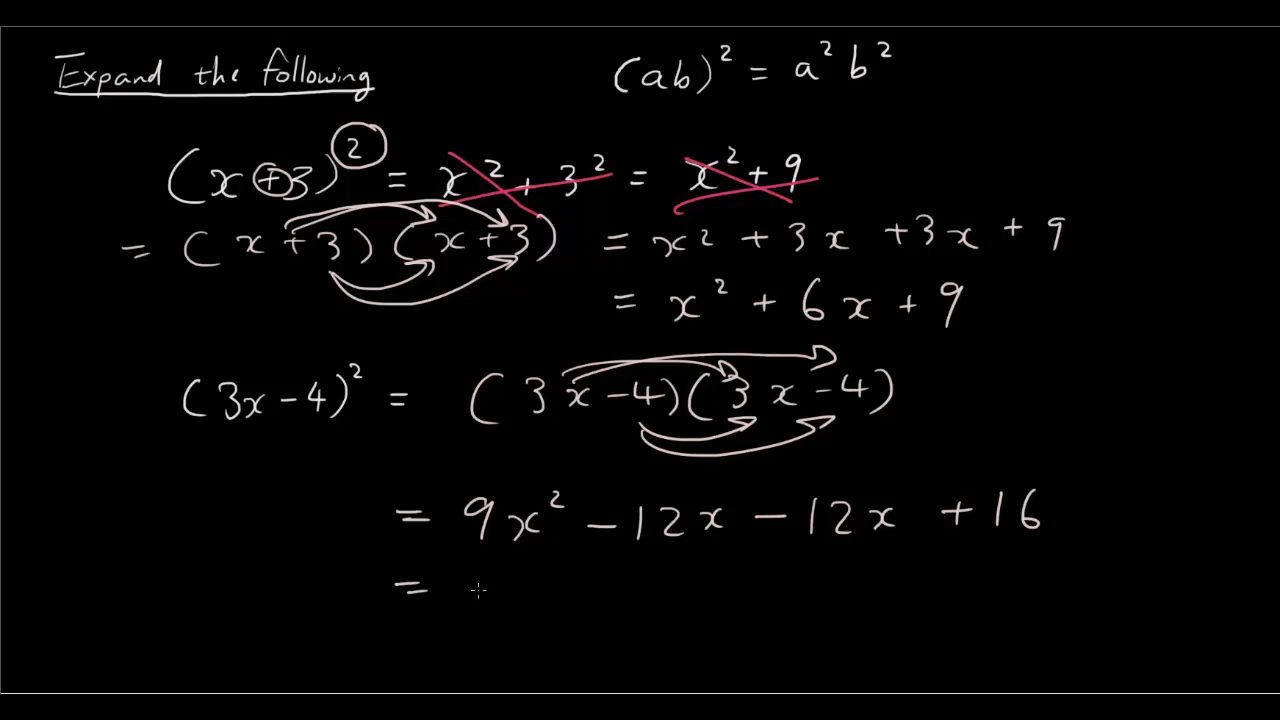 Expand the following
(ab)² = a²b²
(x+3)² = x² + 3² = x² + 9
= (x+3)(x+3) = x² + 3x +3x + 9
= x² + 6x + 9
(3x-4)² = (3x-4)(3x-4)
= 9x² - 12x - 12x + 16
=